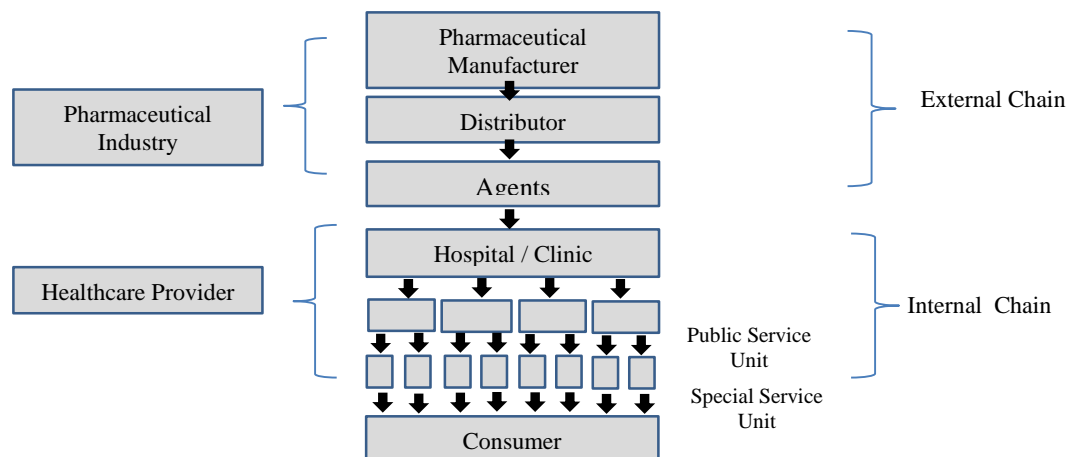 Pharmaceutical
Manufacturer
External Chain
Pharmaceutical
Industry
Distributor
Agents
Hospital / Clinic
Healthcare Provider
Internal Chain
Public Service
Unit
Special Service
Unit
Consumer